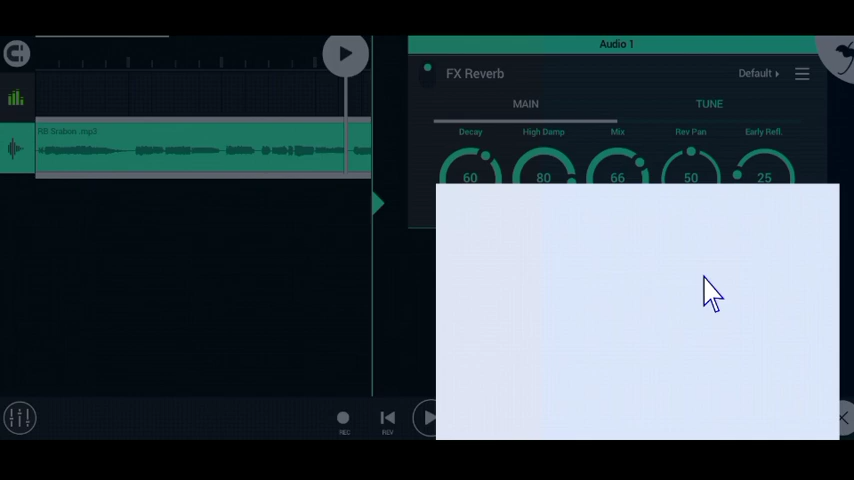 Audio 1
FX Reverb
Default
MAIN TUNE
Decay High Damp Mix Rev Pan Early Refl.
60 80 66 50 25
RB Srabon .mp3
REC REV